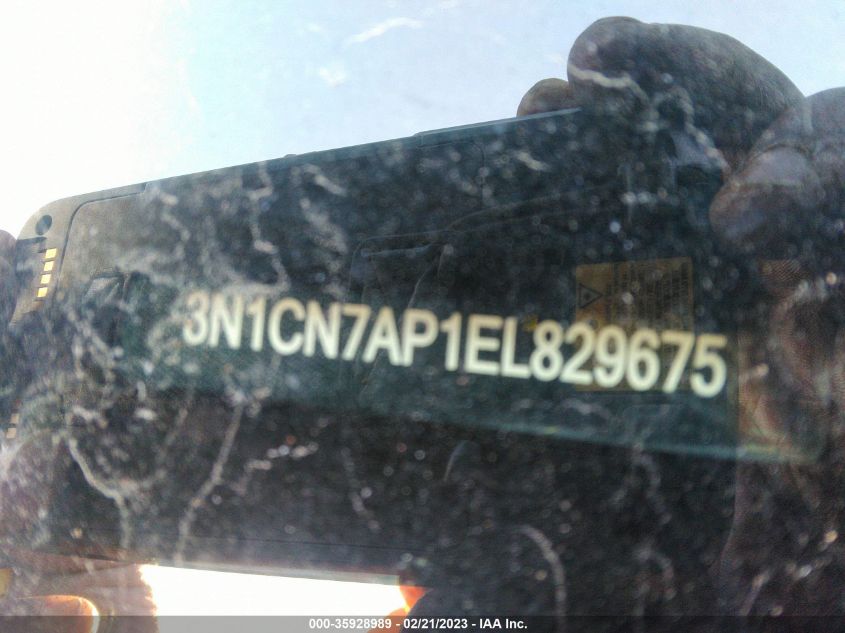 3N1CN7AP1EL829675
000-35928989 - 02/21/2023 - IAA Inc.